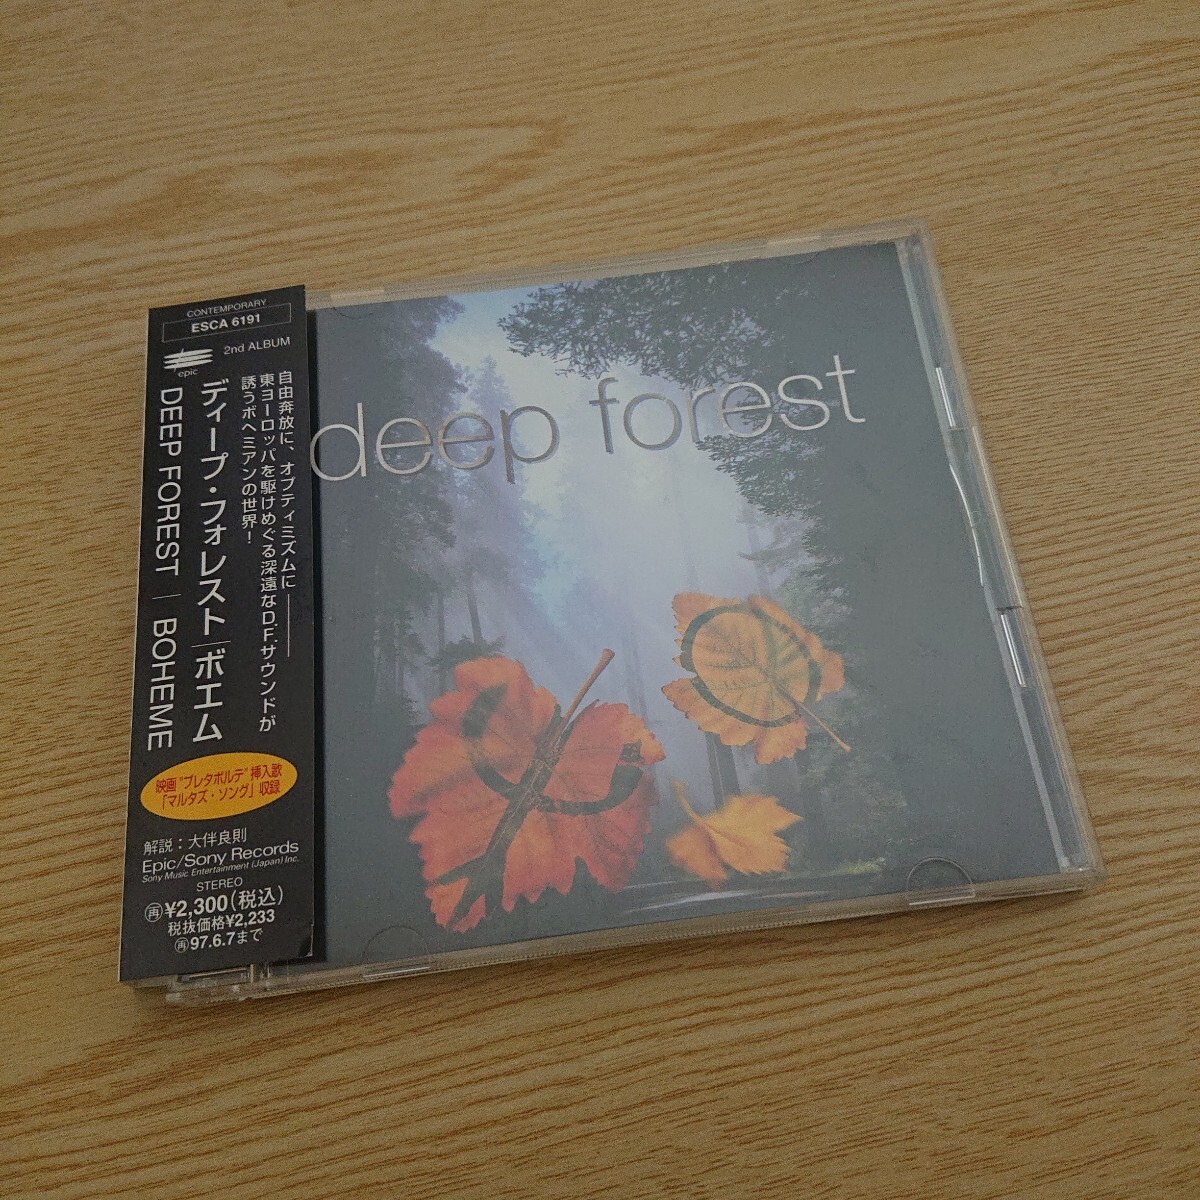 CONTEMPORARY
ESCA 6191
epic
2nd ALBUM
自由奔放に、オプティミズムに———
東ヨーロッパを駆けめぐる深遠なD.F.サウンドが
誘うボヘミアンの世界!
ディープ・フォレスト|ボエム
DEEP FOREST | BOHEME
映画"プレタポルテ"挿入歌
「マルタズ・ソング」収録
解説:大伴良則
Epic/Sony Records
Sony Music Entertainment (Japan) Inc.
STEREO
再¥2,300(税込)
税抜価格¥2,233
再97.6.7まで
deep forest